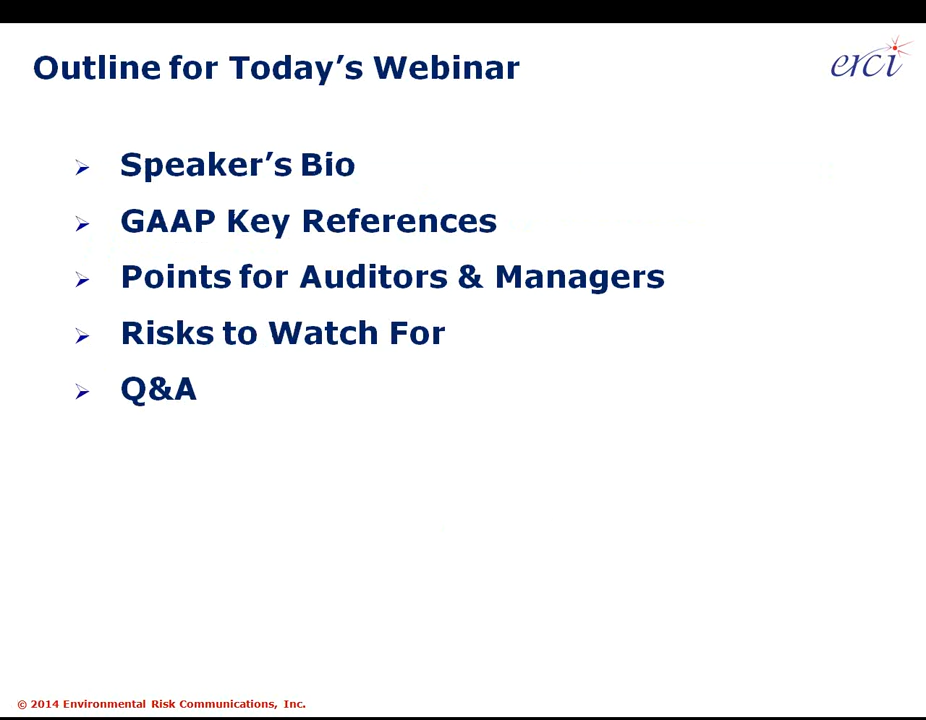 Outline for Today’s Webinar
erci
Speaker’s Bio
GAAP Key References
Points for Auditors & Managers
Risks to Watch For
Q&A
© 2014 Environmental Risk Communications, Inc.